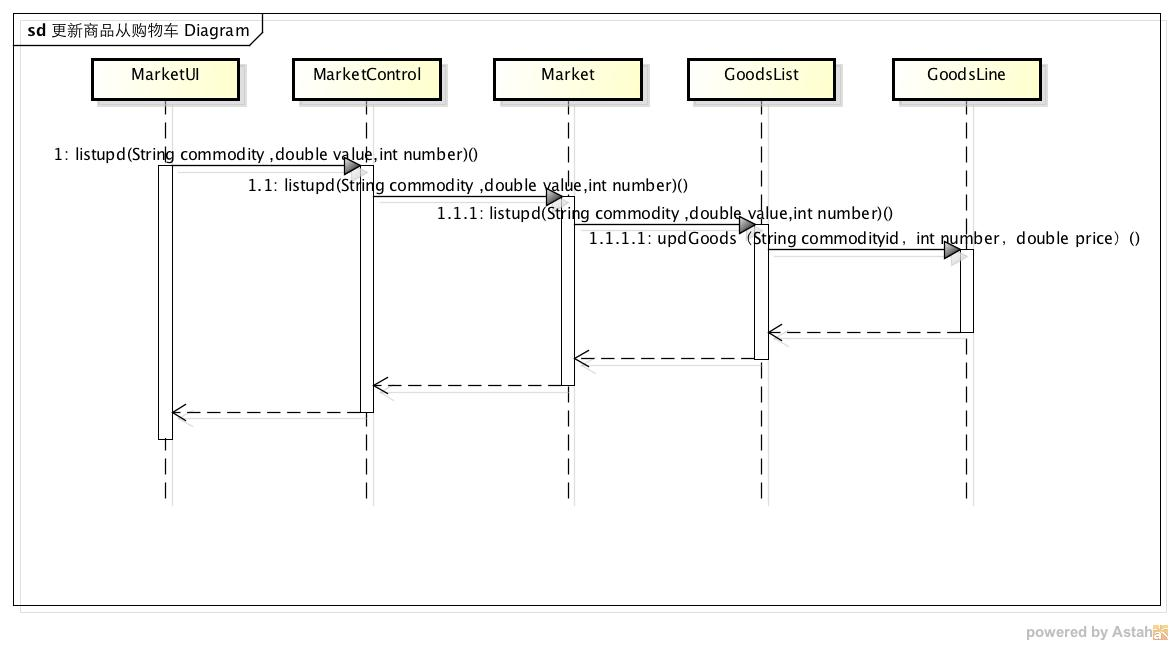 sd 更新商品从购物车 Diagram
MarketUI
MarketControl
Market
GoodsList
GoodsLine
1: listupd(String commodity ,double value,int number)()
1.1: listupd(String commodity ,double value,int number)()
1.1.1: listupd(String commodity ,double value,int number)()
1.1.1.1: updGoods（String commodityid，int number，double price）()
powered by Astah